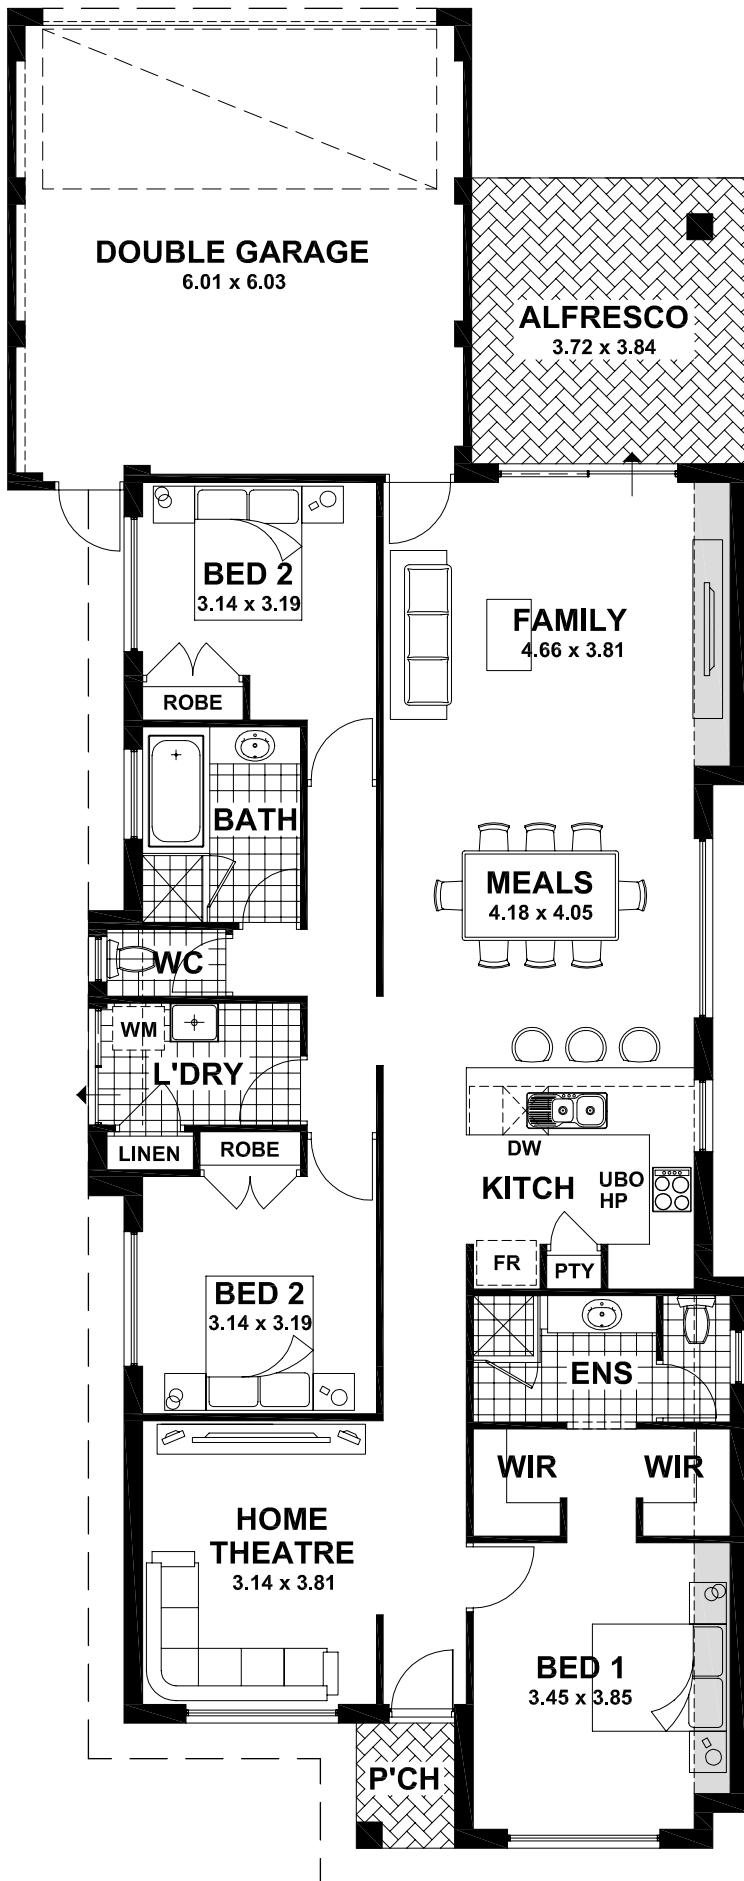 DOUBLE GARAGE
6.01 x 6.03
ALFRESCO
3.72 x 3.84
BED 2
3.14 x 3.19
FAMILY
4.66 x 3.81
ROBE
BATH
MEALS
4.18 x 4.05
WC
WM
L'DRY
LINEN
ROBE
DW
KITCH
UBO
HP
FR
PTY
BED 2
3.14 x 3.19
ENS
WIR
WIR
HOME
THEATRE
3.14 x 3.81
BED 1
3.45 x 3.85
P'CH